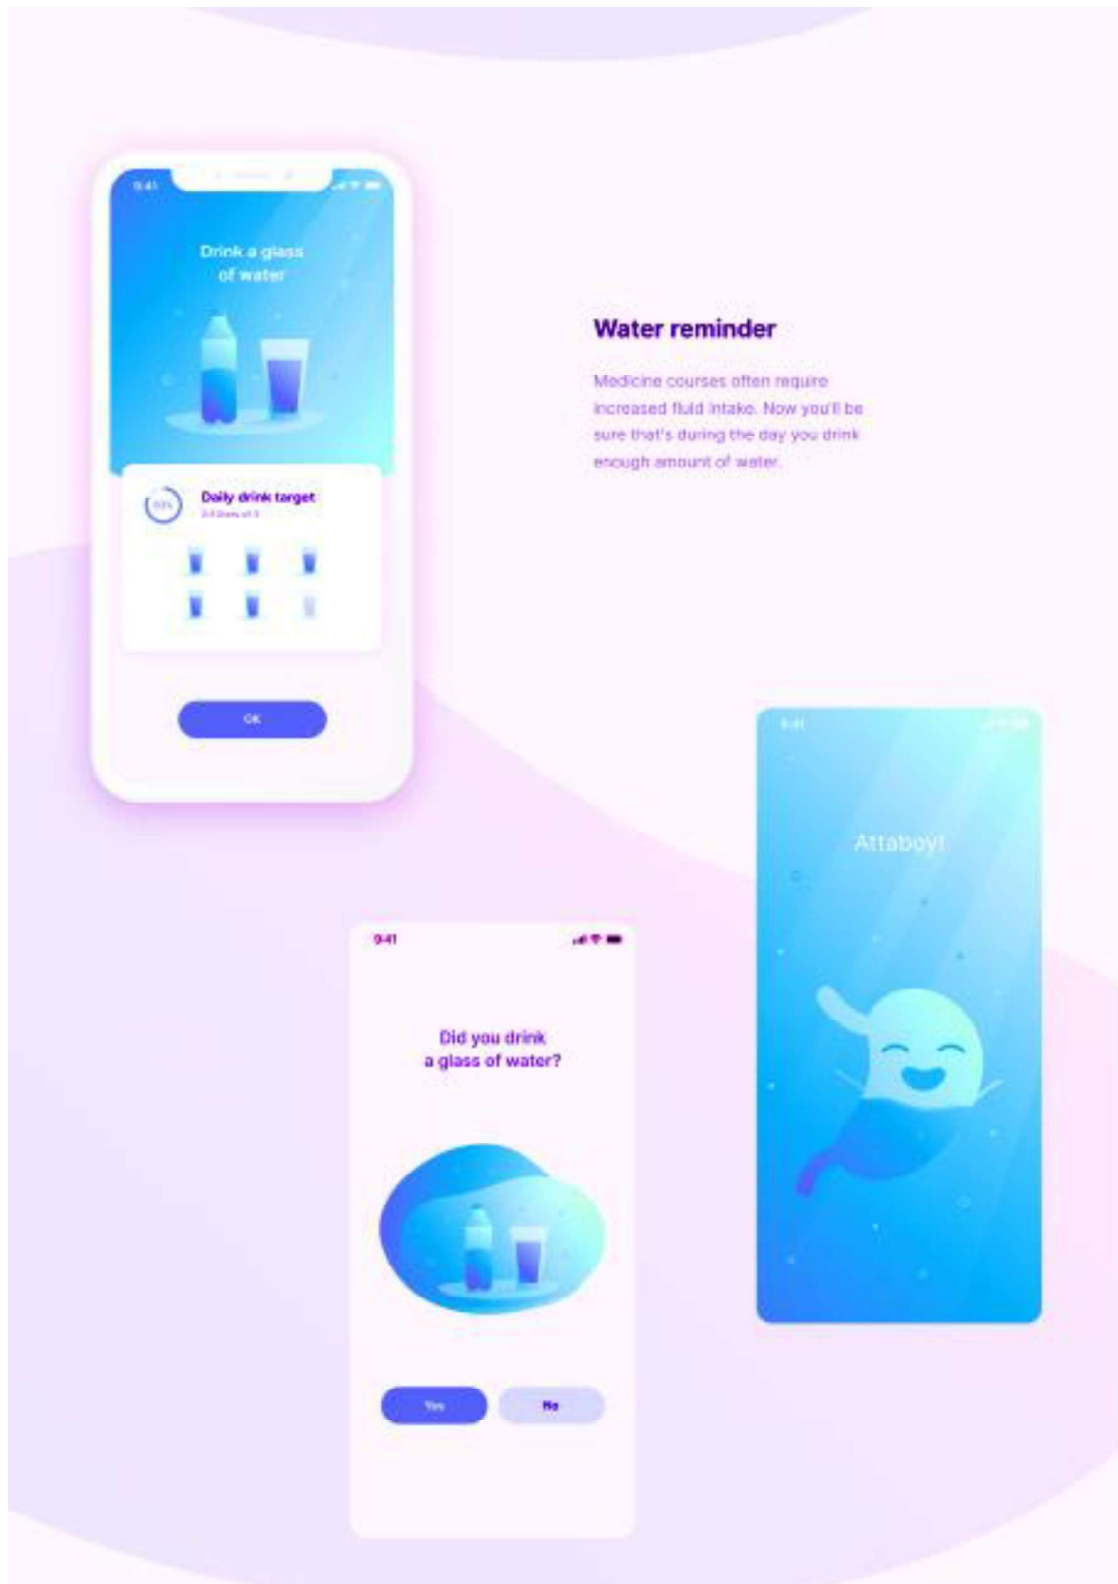 9:41
Drink a glass
of water
Daily drink target
OK
Water reminder
Medicine courses often require
increased fluid intake. Now you'll be
sure that's during the day you drink
enough amount of water.
9:41
Attaboy!
9:41
Did you drink
a glass of water?
Yes
No